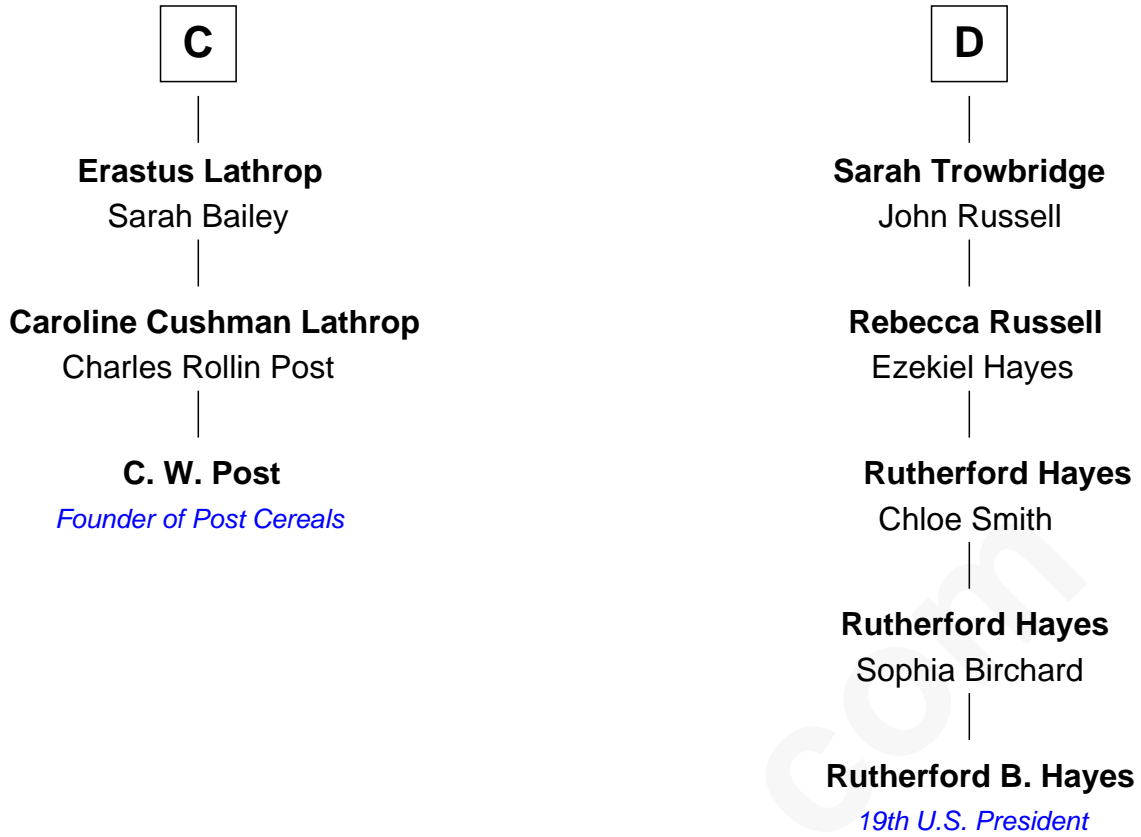 C
Erastus Lathrop
Sarah Bailey
Caroline Cushman Lathrop
Charles Rollin Post
C. W. Post
Founder of Post Cereals
D
Sarah Trowbridge
John Russell
Rebecca Russell
Ezekiel Hayes
Rutherford Hayes
Chloe Smith
Rutherford Hayes
Sophia Birchard
Rutherford B. Hayes
19th U.S. President
com